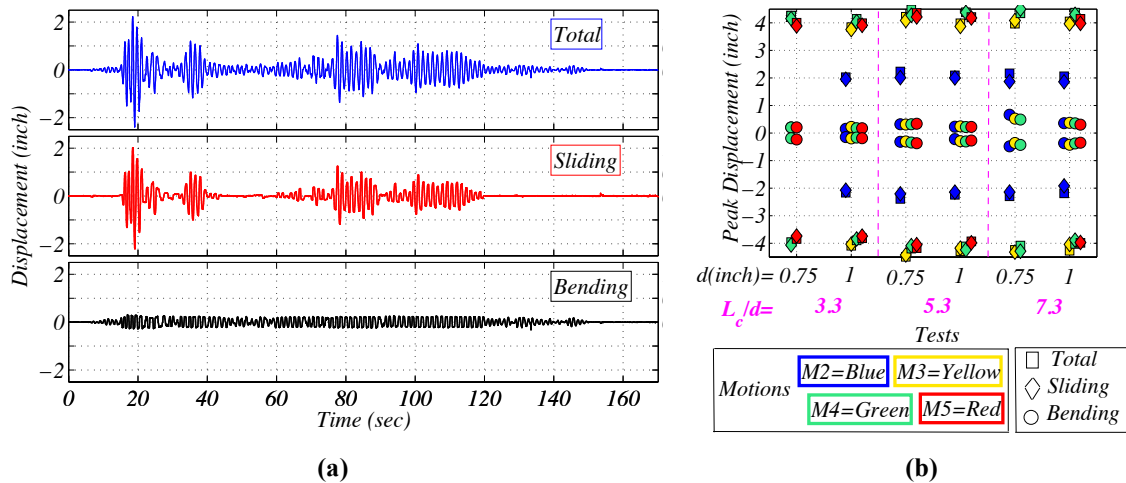 2
0
−2
Total
2
0
−2
Sliding
2
0
−2
Bending
Displacement (inch)
0 20 40 60 80 100 120 140 160
Time (sec)
(a)
4
3
2
1
0
−1
−2
−3
−4
Peak Displacement (inch)
d(inch)= 0.75 1 0.75 1 0.75 1
L_c/d= 3.3 5.3 7.3
Tests
Motions
M2=Blue M3=Yellow
M4=Green M5=Red
Total
Sliding
Bending
(b)